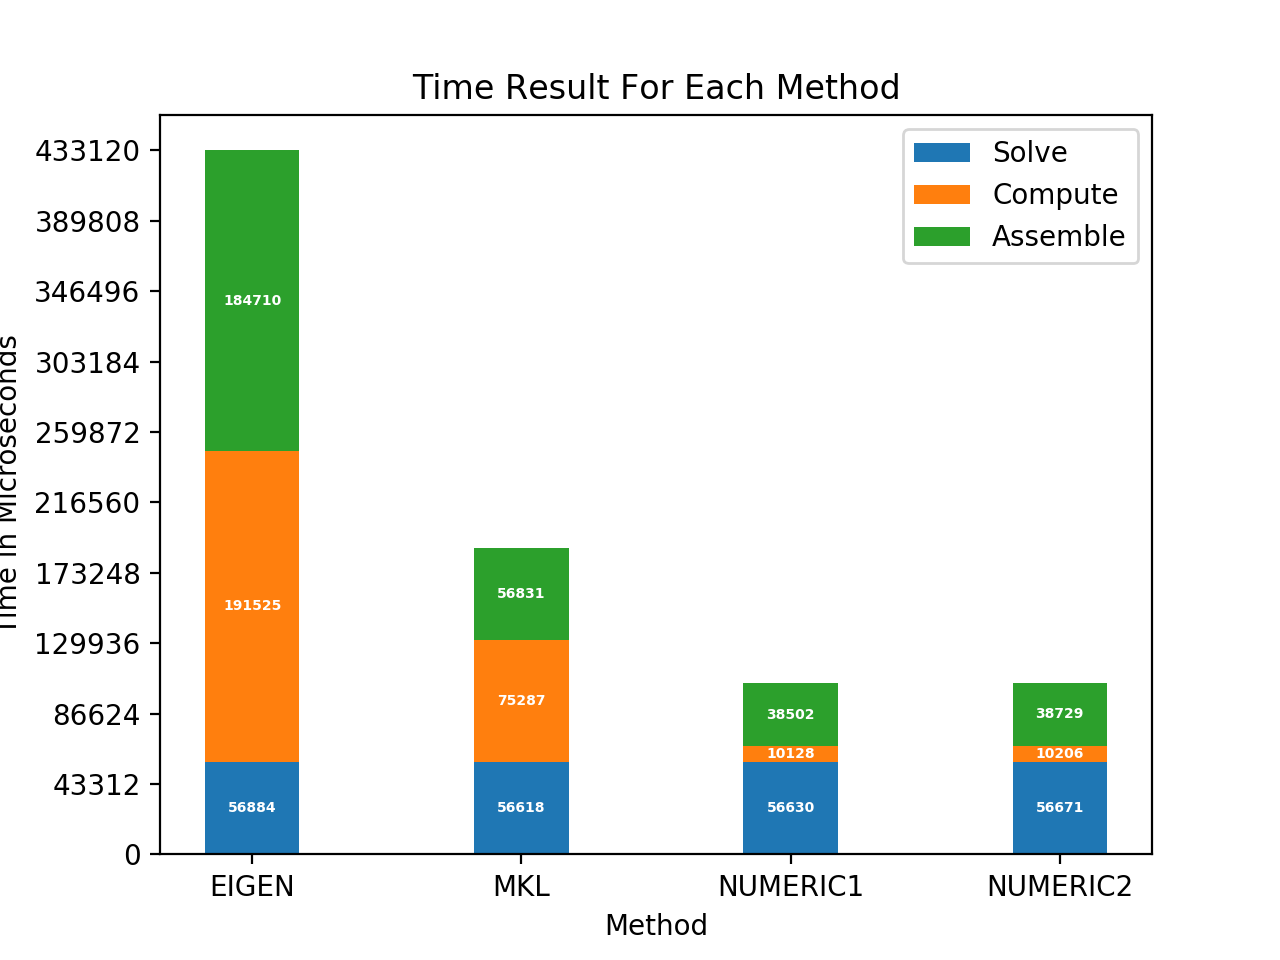 Time Result For Each Method
Solve
Compute
Assemble
433120
389808
346496
303184
259872
216560
173248
129936
86624
43312
0
Time in Microseconds
184710
191525
56884
56831
75287
56618
38502
10128
56630
38729
10206
56671
EIGEN
MKL
NUMERIC1
NUMERIC2
Method